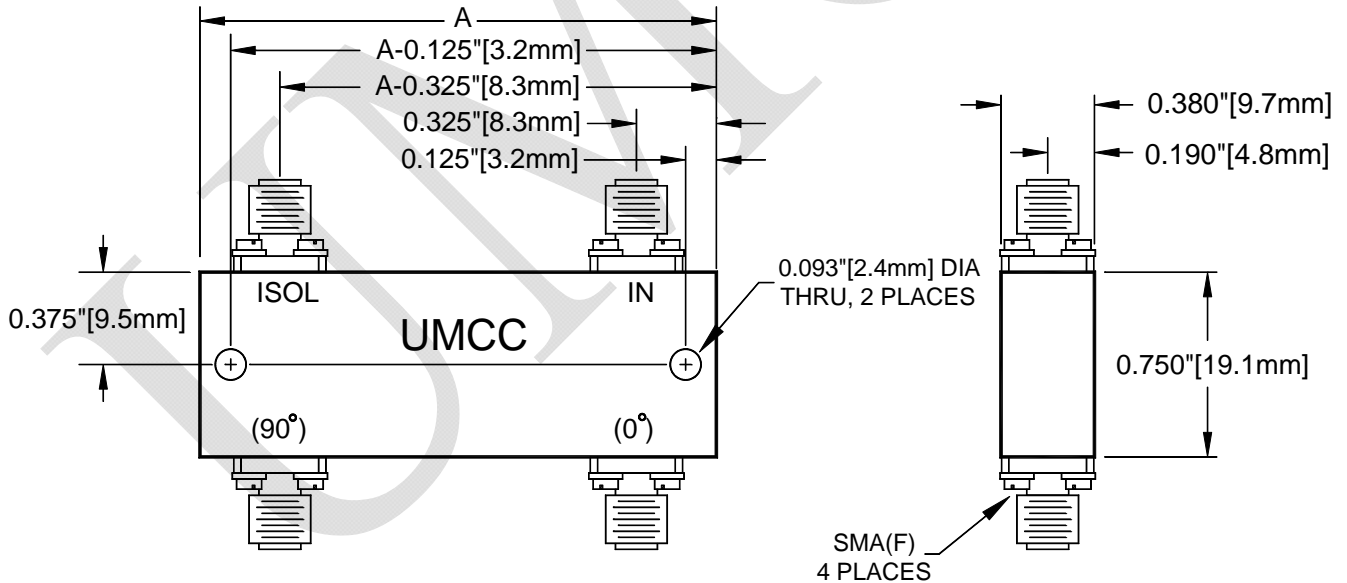 A
A-0.125"[3.2mm]
A-0.325"[8.3mm]
0.325"[8.3mm]
0.125"[3.2mm]
0.380"[9.7mm]
0.190"[4.8mm]
0.375"[9.5mm]
ISOL
IN
UMCC
(90°)
(0°)
0.093"[2.4mm] DIA
THRU, 2 PLACES
0.750"[19.1mm]
SMA(F)
4 PLACES